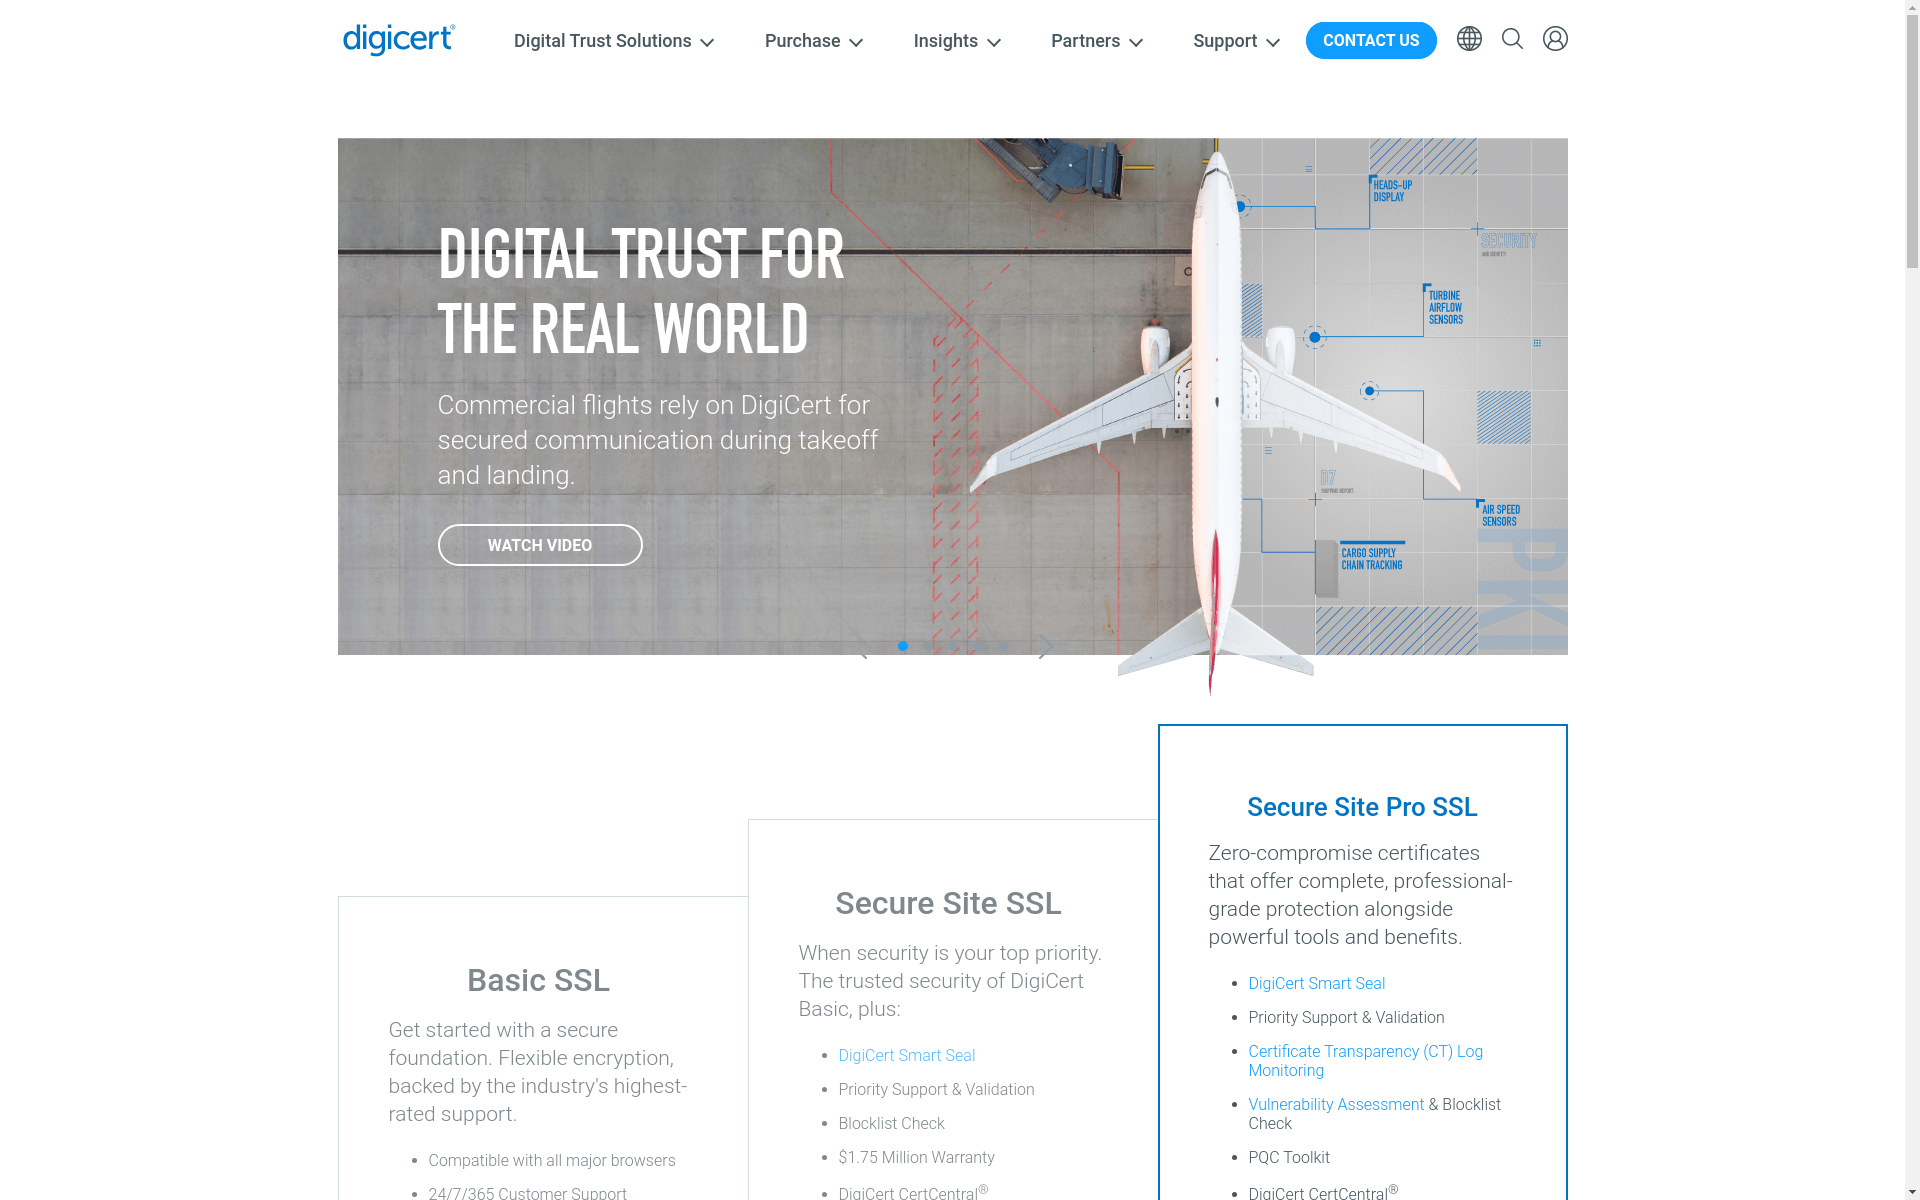 digicert®
Digital Trust Solutions
Purchase
Insights
Partners
Support
CONTACT US
DIGITAL TRUST FOR
THE REAL WORLD
Commercial flights rely on DigiCert for
secured communication during takeoff
and landing.
WATCH VIDEO
HEADS-UP
DISPLAY
SECURITY
AND IDENTITY
TURBINE
AIRFLOW
SENSORS
07
SHIPPING REPORT
AIR SPEED
SENSORS
CARGO SUPPLY
CHAIN TRACKING
PKI
Basic SSL
Get started with a secure
foundation. Flexible encryption,
backed by the industry's highest-
rated support.
• Compatible with all major browsers
• 24/7/365 Customer Support
Secure Site SSL
When security is your top priority.
The trusted security of DigiCert
Basic, plus:
• DigiCert Smart Seal
• Priority Support & Validation
• Blocklist Check
• $1.75 Million Warranty
• DigiCert CertCentral®
Secure Site Pro SSL
Zero-compromise certificates
that offer complete, professional-
grade protection alongside
powerful tools and benefits.
• DigiCert Smart Seal
• Priority Support & Validation
• Certificate Transparency (CT) Log
Monitoring
• Vulnerability Assessment & Blocklist
Check
• PQC Toolkit
• DigiCert CertCentral®